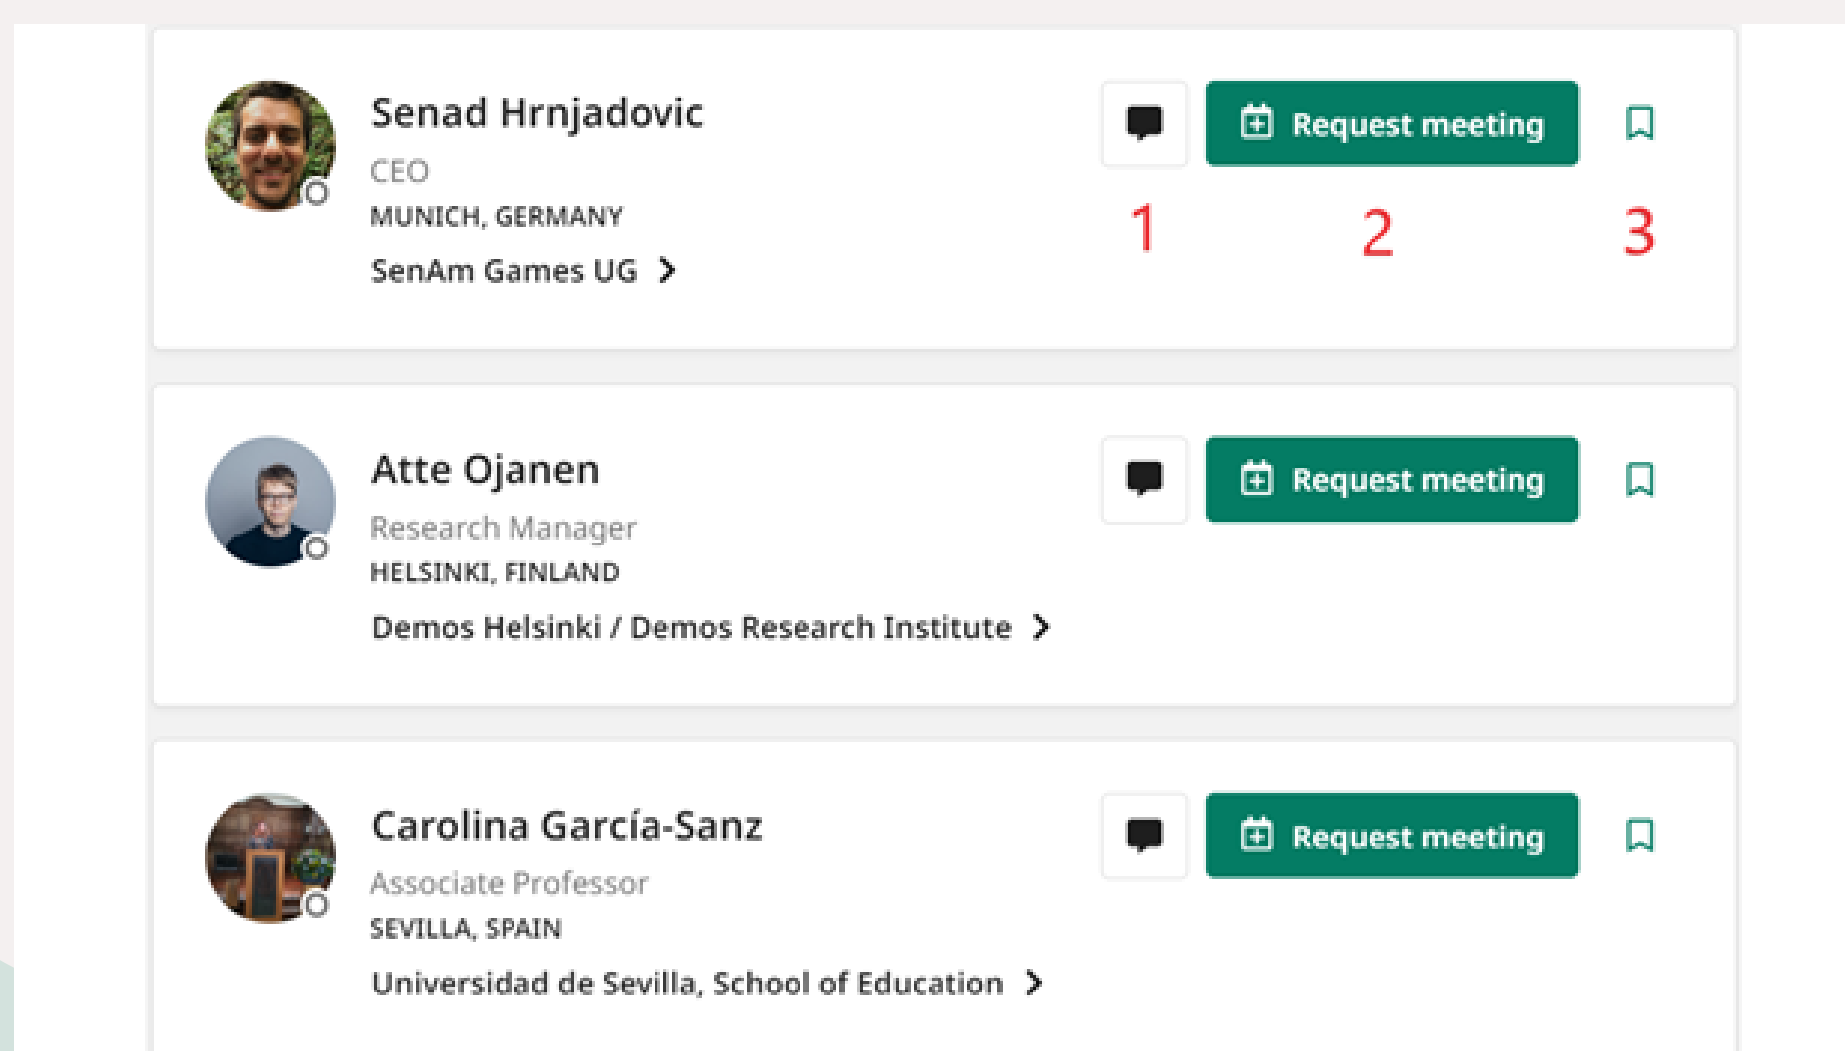 Senad Hrnjadovic
CEO
MUNICH, GERMANY
SenAm Games UG
Request meeting
1 2 3
Atte Ojanen
Research Manager
HELSINKI, FINLAND
Demos Helsinki / Demos Research Institute
Request meeting
Carolina García-Sanz
Associate Professor
SEVILLA, SPAIN
Universidad de Sevilla, School of Education
Request meeting